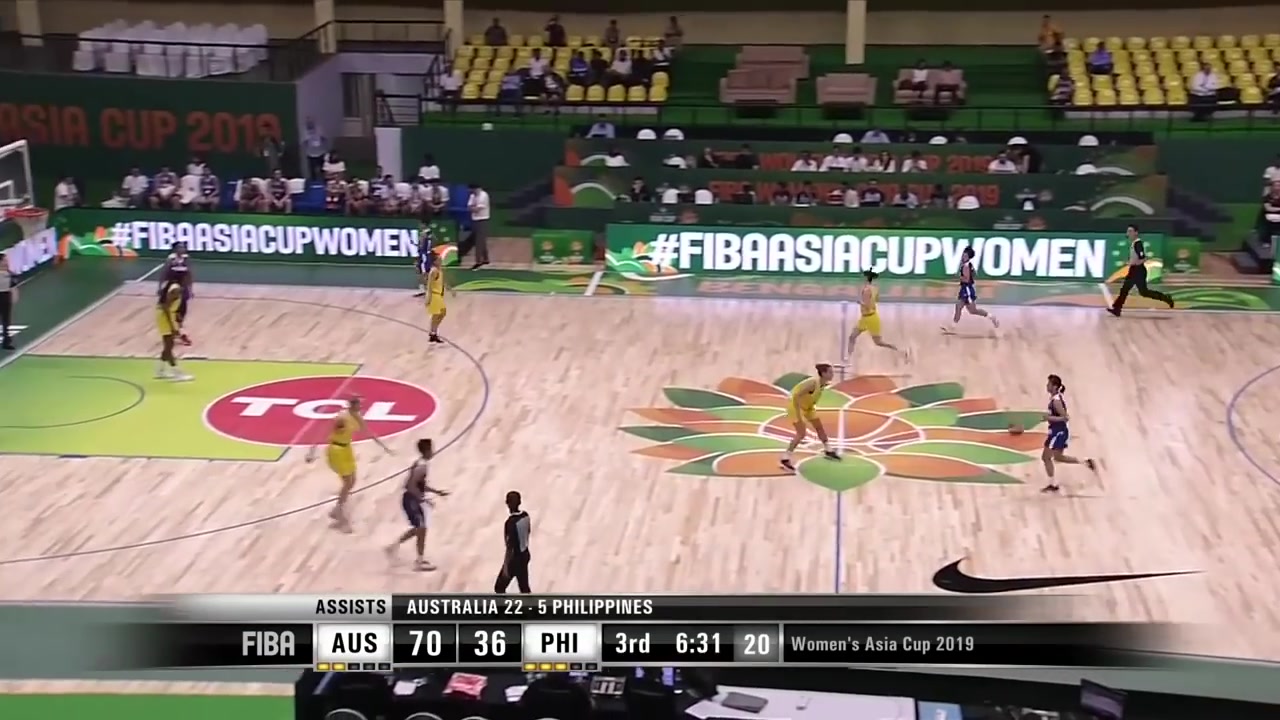 ASIA CUP 2019
#FIBAASIACUPWOMEN
#FIBAASIACUPWOMEN
TCL
ASSISTS AUSTRALIA 22 - 5 PHILIPPINES
FIBA AUS 70 36 PHI 3rd 6:31 20 Women's Asia Cup 2019